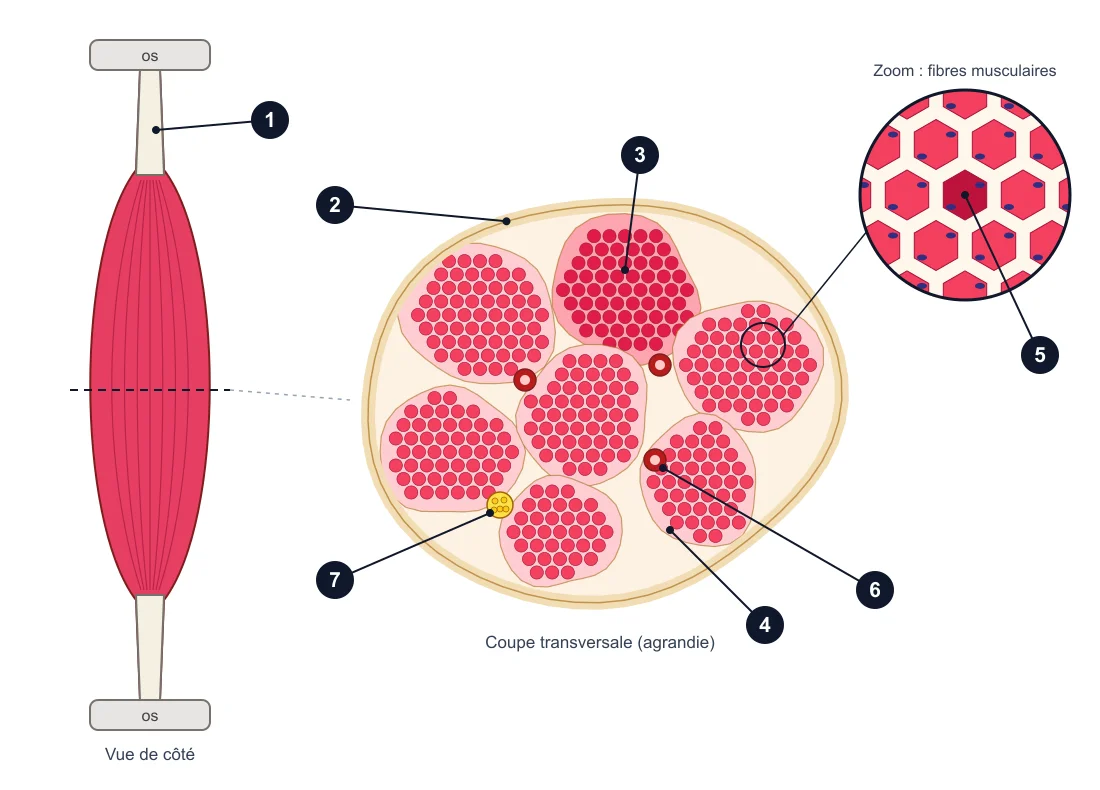 os
1
2
3
Zoom : fibres musculaires
5
7
6
4
Coupe transversale (agrandie)
os
Vue de côté